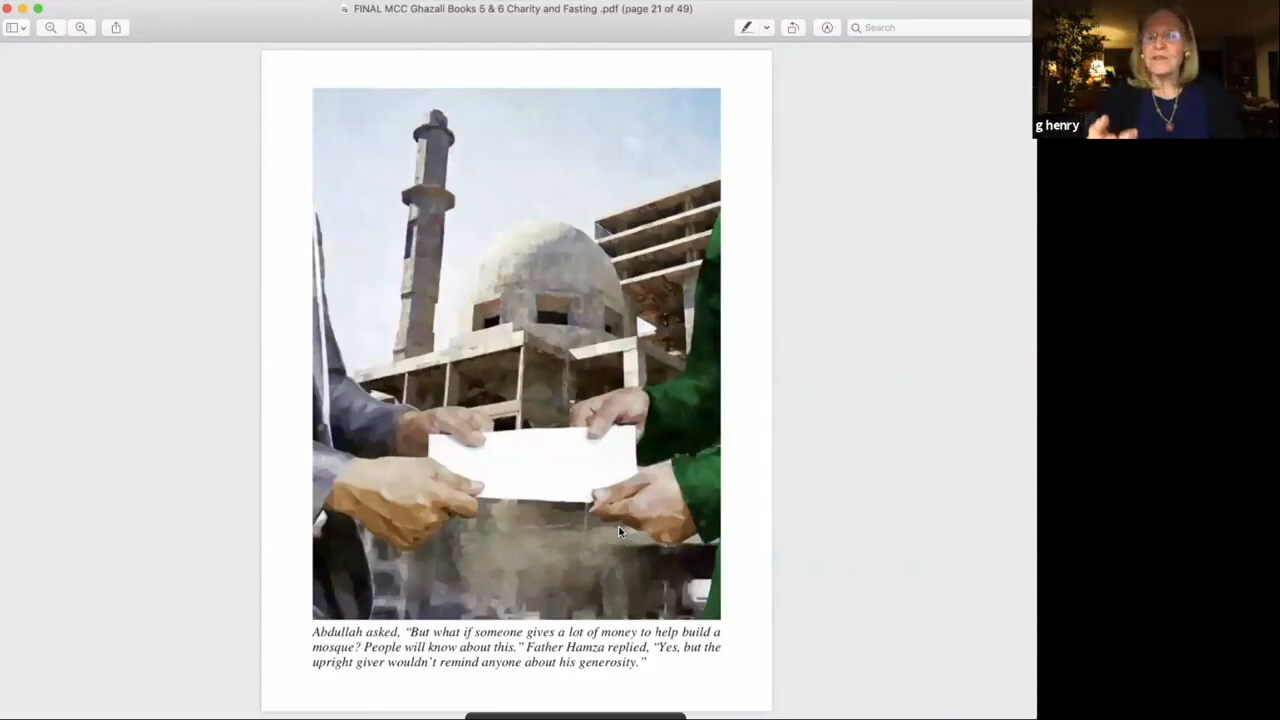 FINAL MCC Ghazali Books 5 & 6 Charity and Fasting .pdf (page 21 of 49)
Search
g henry
Abdullah asked, “But what if someone gives a lot of money to help build a
mosque? People will know about this.” Father Hamza replied, “Yes, but the
upright giver wouldn’t remind anyone about his generosity.”